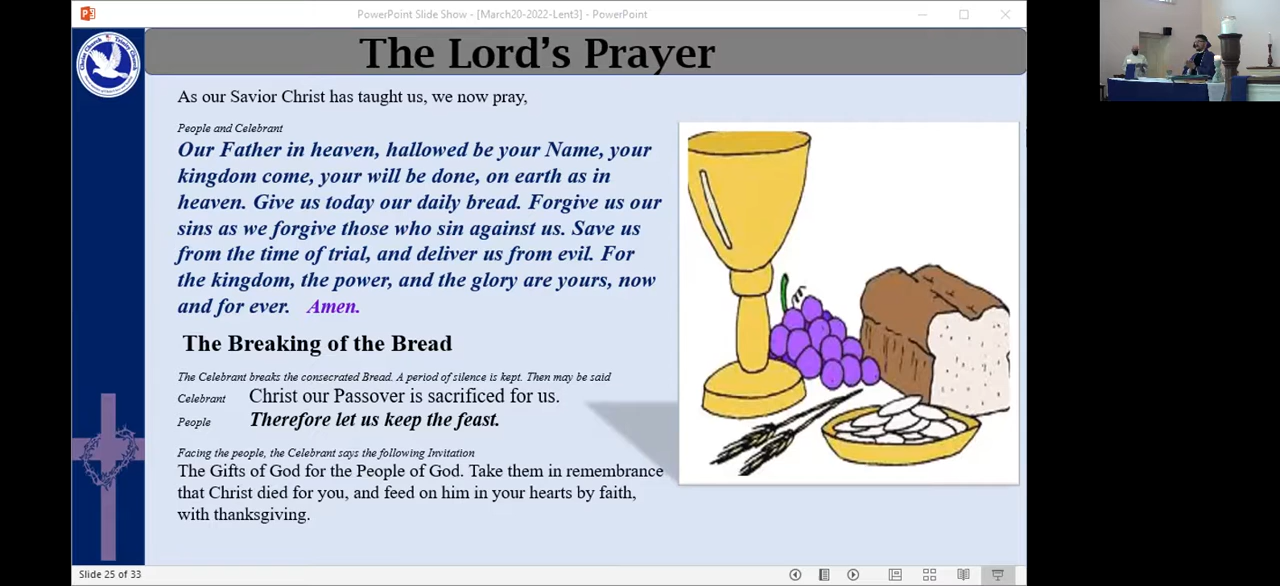 PowerPoint Slide Show - [March20-2022-Lent3] - PowerPoint
The Lord's Prayer
As our Savior Christ has taught us, we now pray,
People and Celebrant
Our Father in heaven, hallowed be your Name, your
kingdom come, your will be done, on earth as in
heaven. Give us today our daily bread. Forgive us our
sins as we forgive those who sin against us. Save us
from the time of trial, and deliver us from evil. For
the kingdom, the power, and the glory are yours, now
and for ever. Amen.
The Breaking of the Bread
The Celebrant breaks the consecrated Bread. A period of silence is kept. Then may be said
Celebrant Christ our Passover is sacrificed for us.
People Therefore let us keep the feast.
Facing the people, the Celebrant says the following Invitation
The Gifts of God for the People of God. Take them in remembrance
that Christ died for you, and feed on him in your hearts by faith,
with thanksgiving.
Slide 25 of 33